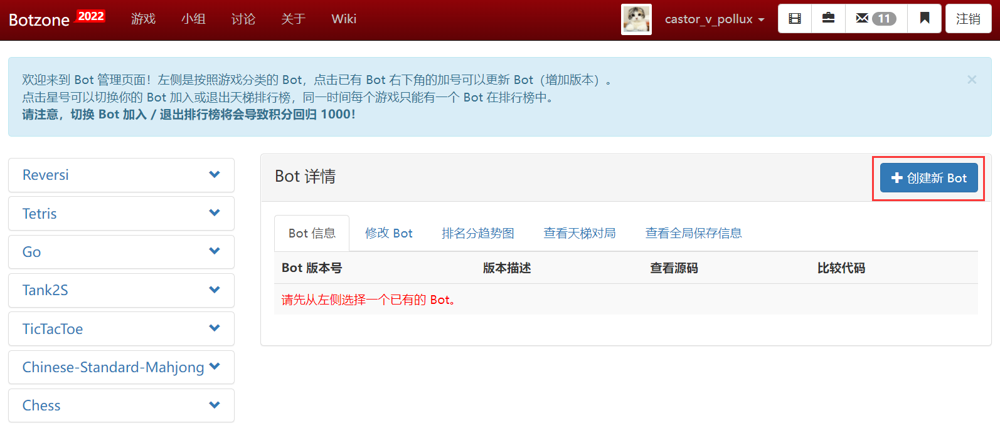 Botzone 2022 游戏 小组 讨论 关于 Wiki castor_v_pollux 11 注销
欢迎来到 Bot 管理页面！左侧是按照游戏分类的 Bot，点击已有 Bot 右下角的加号可以更新 Bot（增加版本）。
×
点击星号可以切换你的 Bot 加入或退出天梯排行榜，同一时间每个游戏只能有一个 Bot 在排行榜中。
请注意，切换 Bot 加入 / 退出排行榜将会导致积分回归 1000！
Reversi
Tetris
Go
Tank2S
TicTacToe
Chinese-Standard-Mahjong
Chess
Bot 详情
创建新 Bot
Bot 信息 修改 Bot 排名分趋势图 查看天梯对局 查看全局保存信息
Bot 版本号 版本描述 查看源码 比较代码
请先从左侧选择一个已有的 Bot。